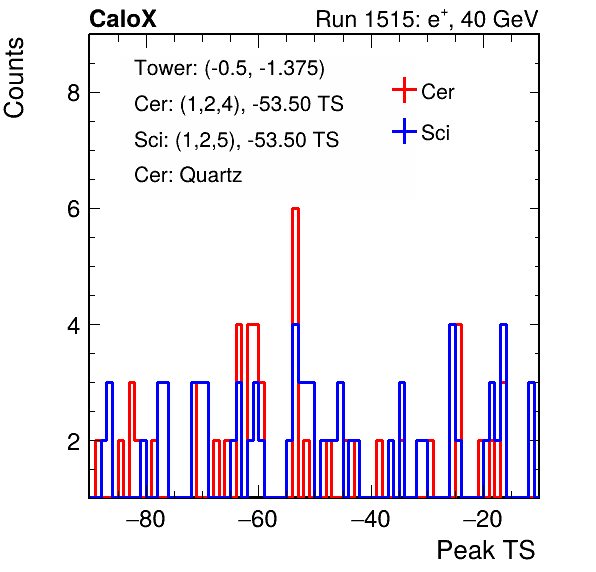 CaloX Run 1515: e⁺, 40 GeV
Counts
Tower: (-0.5, -1.375)
Cer: (1,2,4), -53.50 TS
Sci: (1,2,5), -53.50 TS
Cer: Quartz
Cer
Sci
8
6
4
2
−80 −60 −40 −20
Peak TS